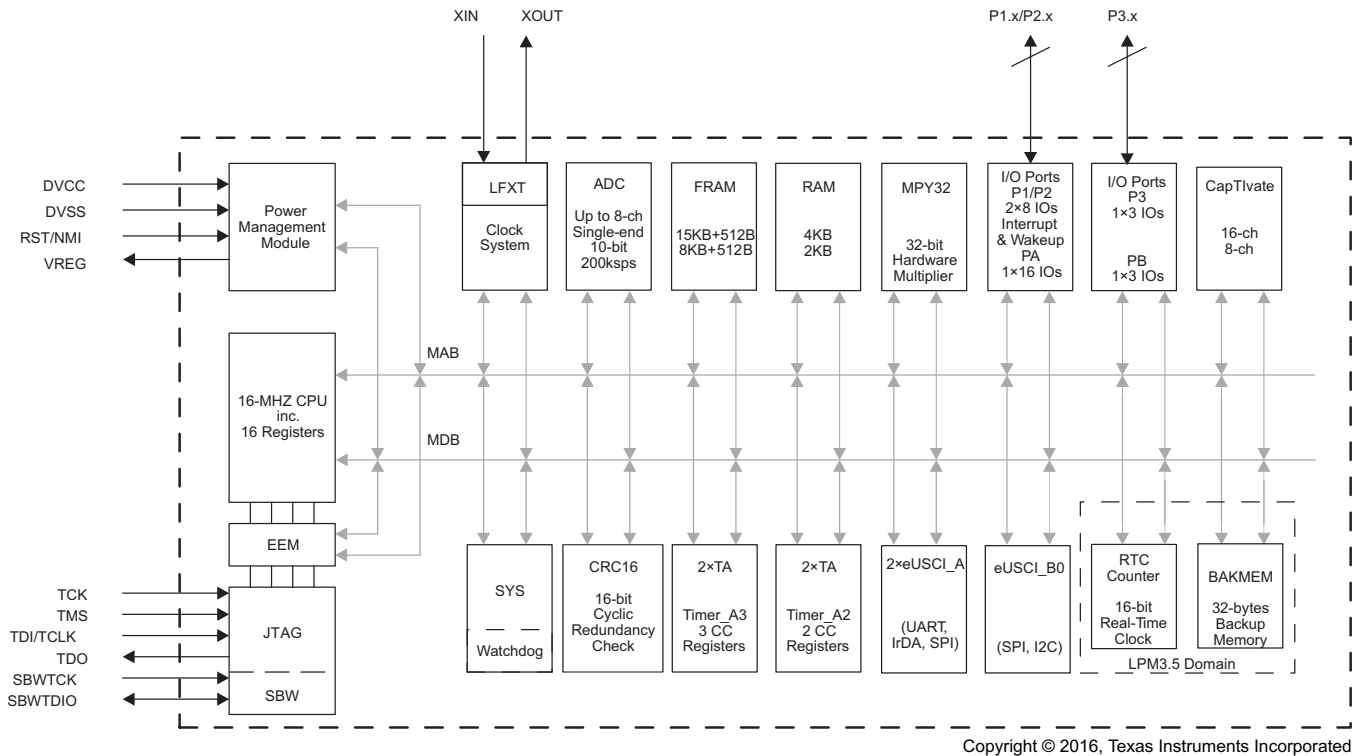 XIN
XOUT
P1.x/P2.x
P3.x
DVCC
DVSS
RST/NMI
VREG
Power
Management
Module
LFXT
Clock
System
ADC
Up to 8-ch
Single-end
10-bit
200ksps
FRAM
15KB+512B
8KB+512B
RAM
4KB
2KB
MPY32
32-bit
Hardware
Multiplier
I/O Ports
P1/P2
2×8 IOs
Interrupt
& Wakeup
PA
1×16 IOs
I/O Ports
P3
1×3 IOs
PB
1×3 IOs
CapTIvate
16-ch
8-ch
MAB
16-MHZ CPU
inc.
16 Registers
MDB
EEM
TCK
TMS
TDI/TCLK
TDO
SBWTCK
SBWTDIO
JTAG
SBW
SYS
Watchdog
CRC16
16-bit
Cyclic
Redundancy
Check
2×TA
Timer_A3
3 CC
Registers
2×TA
Timer_A2
2 CC
Registers
2×eUSCI_A
(UART,
IrDA, SPI)
eUSCI_B0
(SPI, I2C)
RTC
Counter
16-bit
Real-Time
Clock
BAKMEM
32-bytes
Backup
Memory
LPM3.5 Domain
Copyright © 2016, Texas Instruments Incorporated